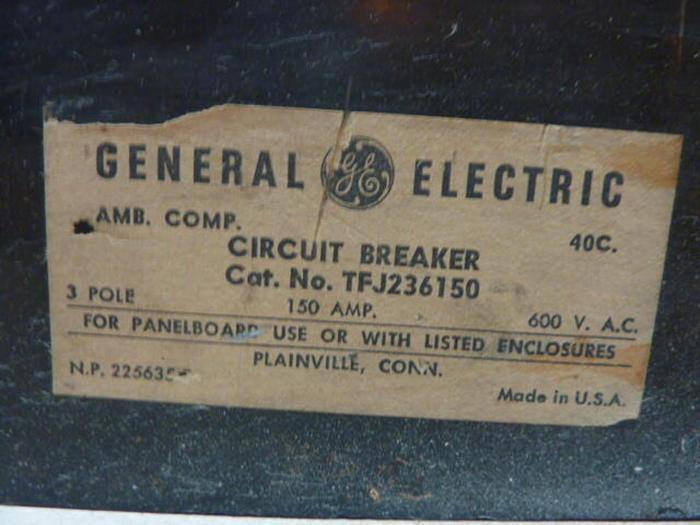 GENERAL GE ELECTRIC
AMB. COMP. 40C.
CIRCUIT BREAKER
Cat. No. TFJ236150
3 POLE 150 AMP. 600 V. A.C.
FOR PANELBOARD USE OR WITH LISTED ENCLOSURES
N.P. PLAINVILLE, CONN.
Made in U.S.A.